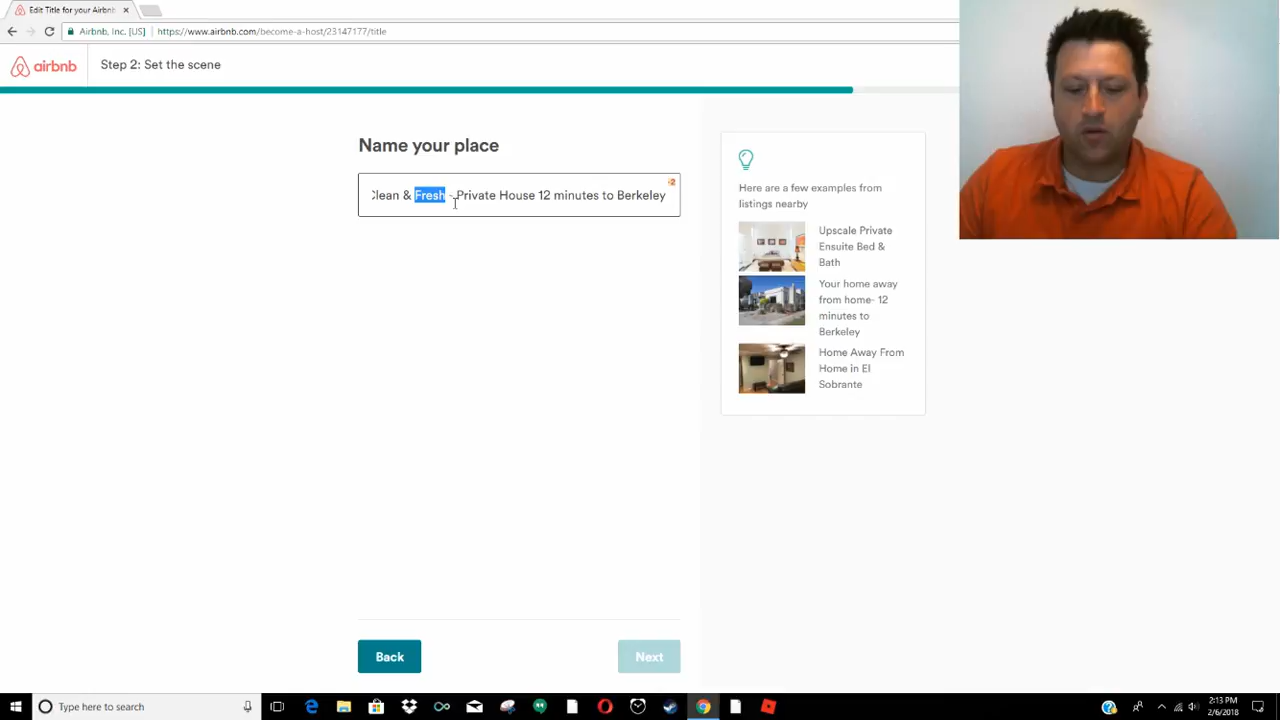 Edit Title for your Airbnb
Airbnb, Inc. [US]
https://www.airbnb.com/become-a-host/23147177/title
airbnb
Step 2: Set the scene
Name your place
Clean & Fresh - Private House 12 minutes to Berkeley
-2
Here are a few examples from
listings nearby
Upscale Private
Ensuite Bed &
Bath
Your home away
from home- 12
minutes to
Berkeley
Home Away From
Home in El
Sobrante
Back
Next
Type here to search
2:13 PM
2/6/2018